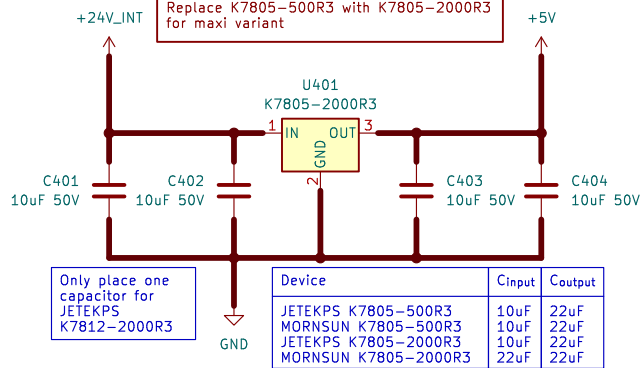 Replace K7805-500R3 with K7805-2000R3
for maxi variant
+24V_INT
+5V
U401
K7805-2000R3
1 IN OUT 3
GND
2
C401
10uF 50V
C402
10uF 50V
C403
10uF 50V
C404
10uF 50V
Only place one
capacitor for
JETEKPS
K7812-2000R3
GND
Device Cinput Coutput
JETEKPS K7805-500R3 10uF 22uF
MORNSUN K7805-500R3 10uF 22uF
JETEKPS K7805-2000R3 10uF 22uF
MORNSUN K7805-2000R3 22uF 22uF